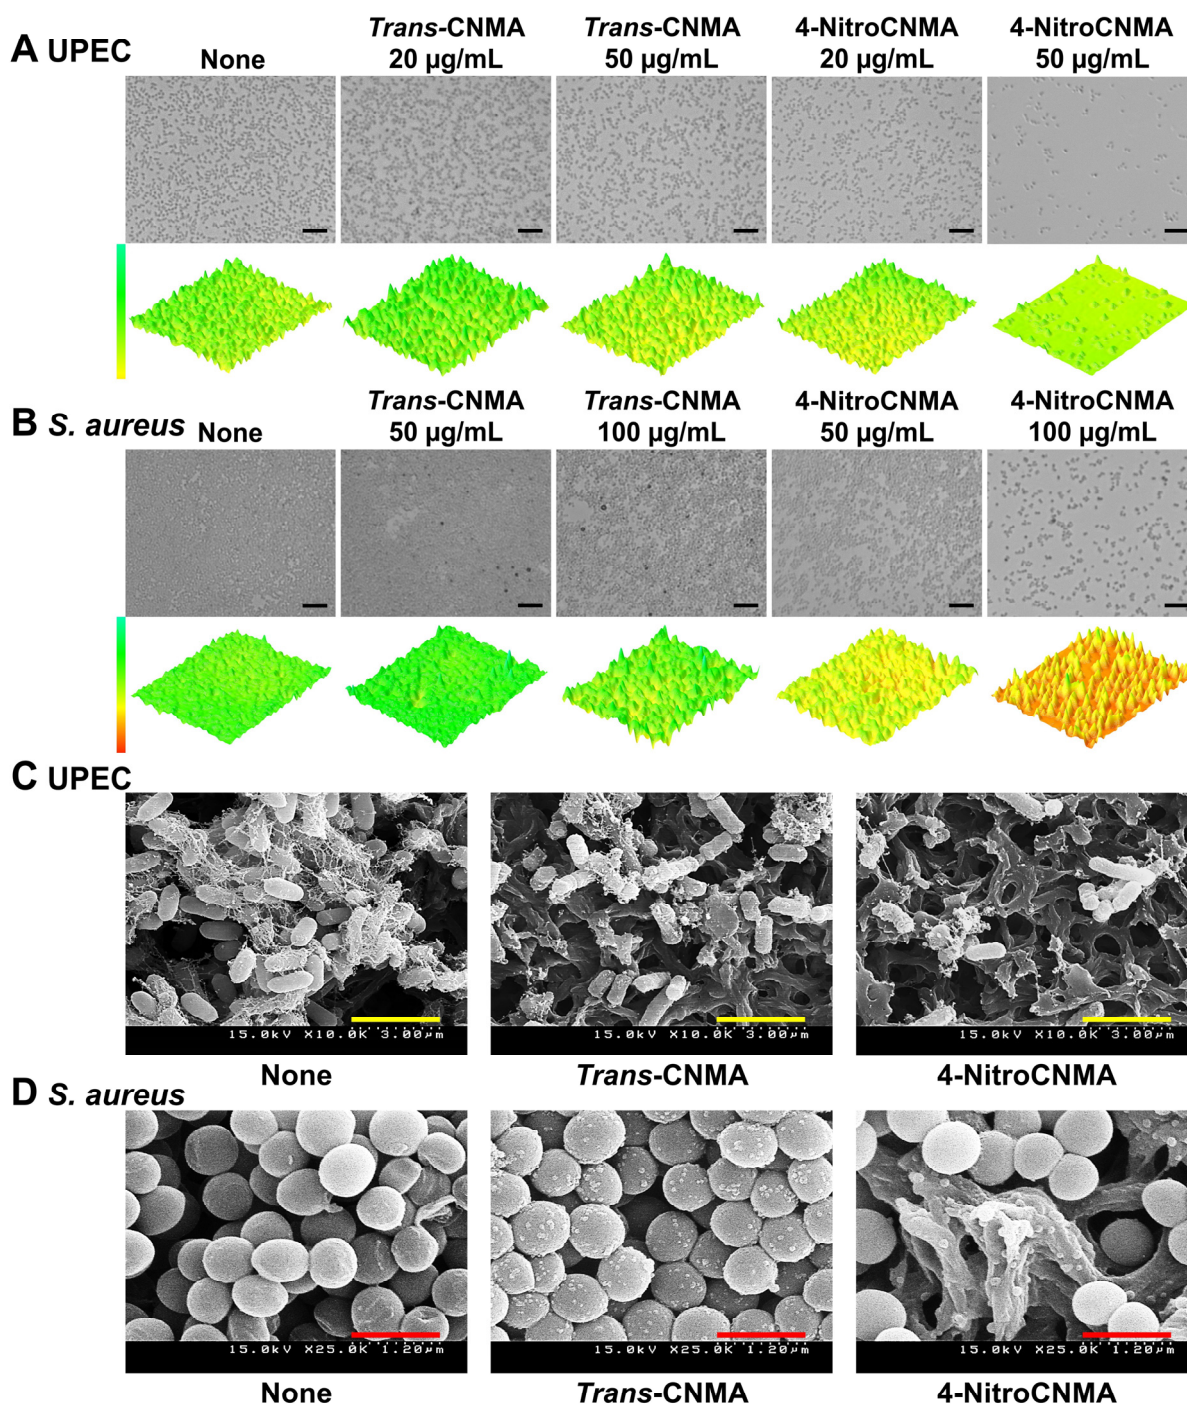 A UPEC
None
Trans-CNMA
20 µg/mL
Trans-CNMA
50 µg/mL
4-NitroCNMA
20 µg/mL
4-NitroCNMA
50 µg/mL
B S. aureus
None
Trans-CNMA
50 µg/mL
Trans-CNMA
100 µg/mL
4-NitroCNMA
50 µg/mL
4-NitroCNMA
100 µg/mL
C UPEC
15.0kV X10.0K 3.00µm
15.0kV X10.0K 3.00µm
15.0kV X10.0K 3.00µm
None
Trans-CNMA
4-NitroCNMA
D S. aureus
15.0kV X25.0K 1.20µm
15.0kV X25.0K 1.20µm
15.0kV X25.0K 1.20µm
None
Trans-CNMA
4-NitroCNMA